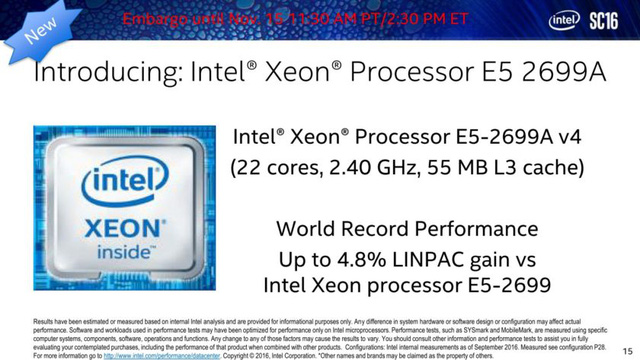 Embargo until Nov. 15 11:30 AM PT/2:30 PM ET
New
intel
SC16
Introducing: Intel® Xeon® Processor E5 2699A
Intel® Xeon® Processor E5-2699A v4
(22 cores, 2.40 GHz, 55 MB L3 cache)
intel
XEON
inside™
World Record Performance
Up to 4.8% LINPAC gain vs
Intel Xeon processor E5-2699
Results have been estimated or measured based on internal Intel analysis and are provided for informational purposes only. Any difference in system hardware or software design or configuration may affect actual
performance. Software and workloads used in performance tests may have been optimized for performance only on Intel microprocessors. Performance tests, such as SYSmark and MobileMark, are measured using specific
computer systems, components, software, operations and functions. Any change to any of those factors may cause the results to vary. You should consult other information and performance tests to assist you in fully
evaluating your contemplated purchases, including the performance of that product when combined with other products. Configurations: Intel internal measurements as of September 2016. Measured see configuration P28.
For more information go to http://www.intel.com/performance/datacenter. Copyright © 2016, Intel Corporation. *Other names and brands may be claimed as the property of others.
15